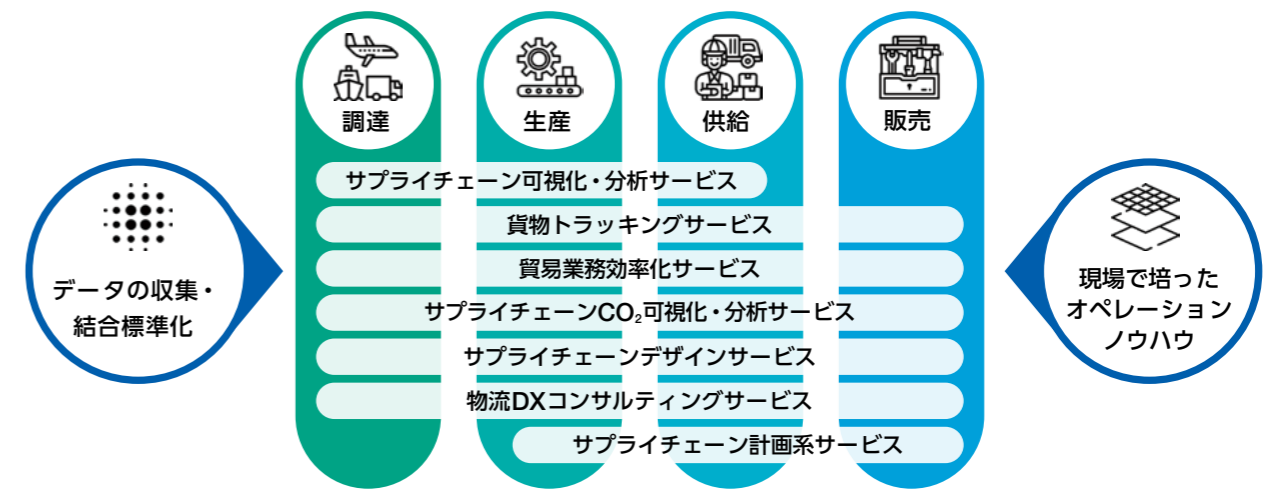 調達
生産
供給
販売
サプライチェーン可視化・分析サービス
貨物トラッキングサービス
貿易業務効率化サービス
サプライチェーンCO₂可視化・分析サービス
サプライチェーンデザインサービス
物流DXコンサルティングサービス
サプライチェーン計画系サービス
データの収集・
結合標準化
現場で培った
オペレーション
ノウハウ